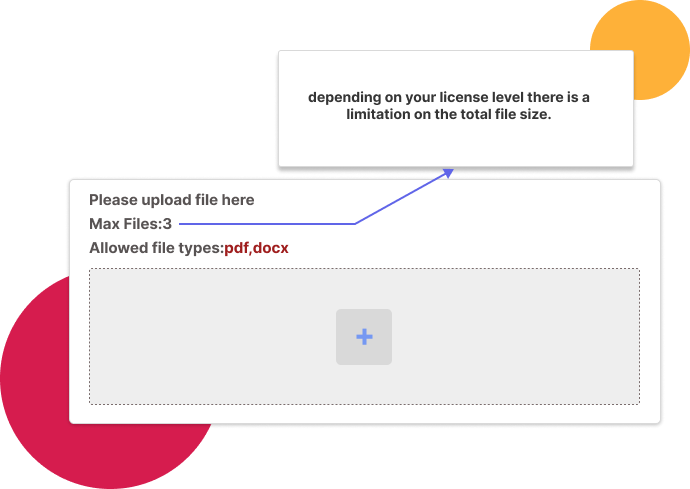 depending on your license level there is a
limitation on the total file size.
Please upload file here
Max Files:3
Allowed file types:pdf,docx